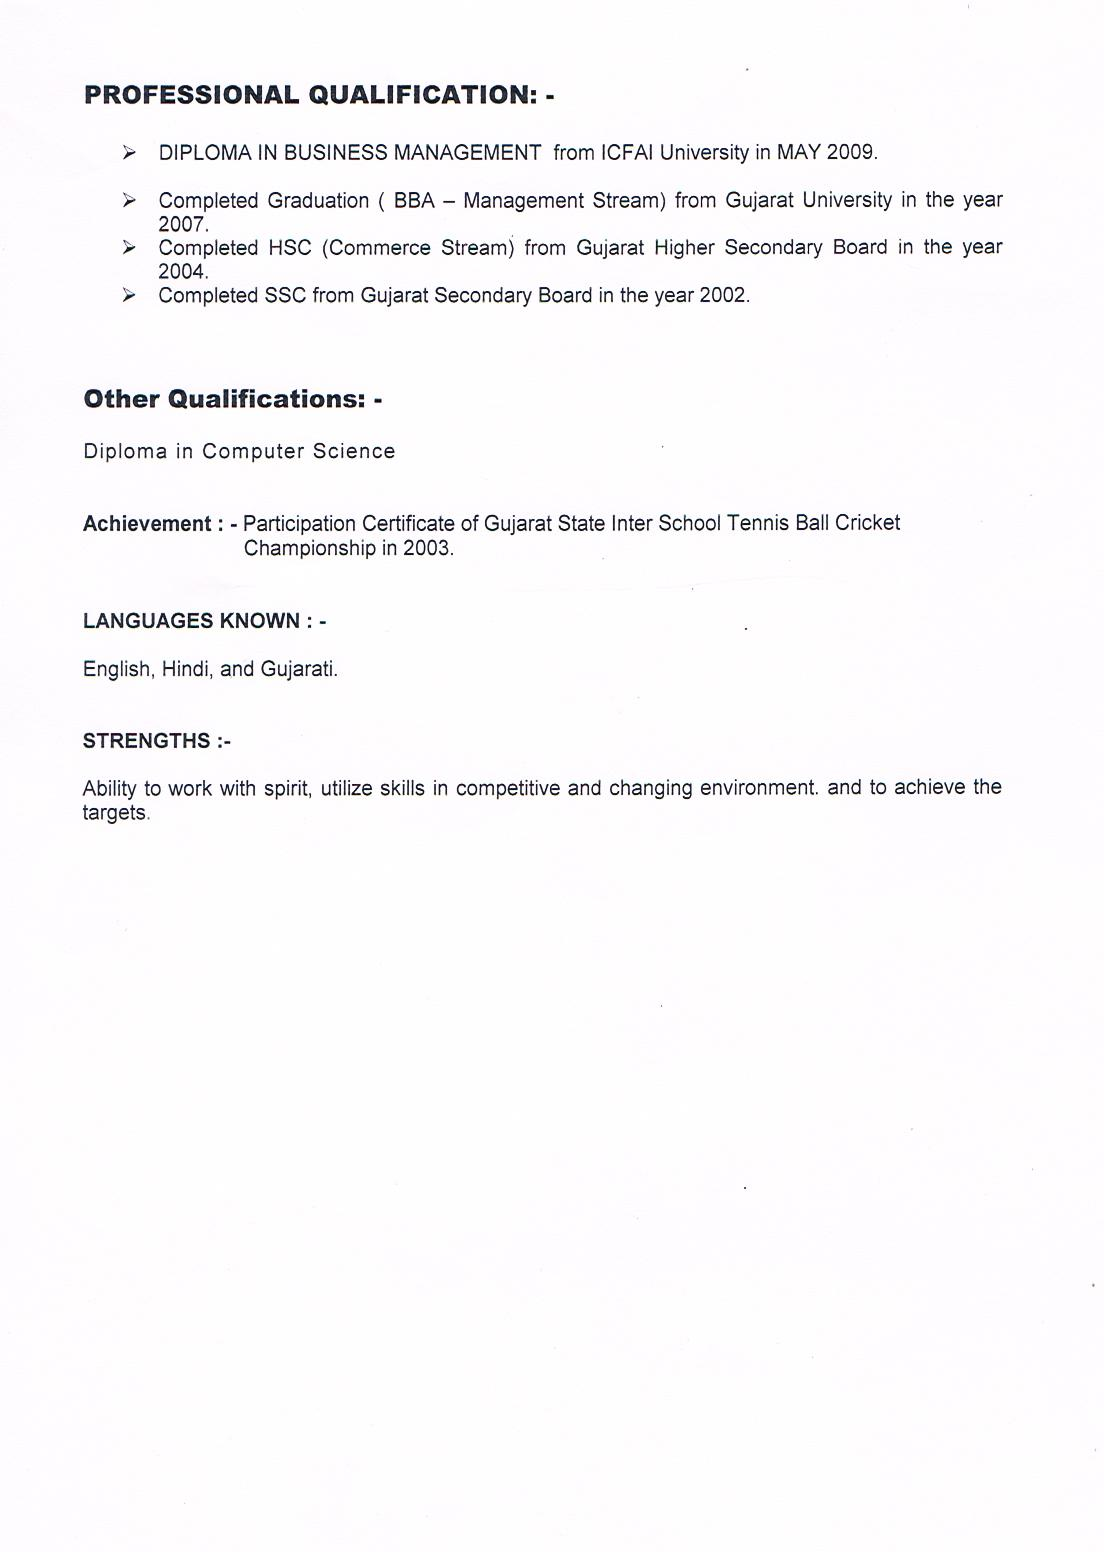 PROFESSIONAL QUALIFICATION: -
➢ DIPLOMA IN BUSINESS MANAGEMENT from ICFAI University in MAY 2009.
➢ Completed Graduation ( BBA – Management Stream) from Gujarat University in the year
2007.
➢ Completed HSC (Commerce Stream) from Gujarat Higher Secondary Board in the year
2004.
➢ Completed SSC from Gujarat Secondary Board in the year 2002.
Other Qualifications: -
Diploma in Computer Science
Achievement : - Participation Certificate of Gujarat State Inter School Tennis Ball Cricket
Championship in 2003.
LANGUAGES KNOWN : -
English, Hindi, and Gujarati.
STRENGTHS :-
Ability to work with spirit, utilize skills in competitive and changing environment. and to achieve the
targets.